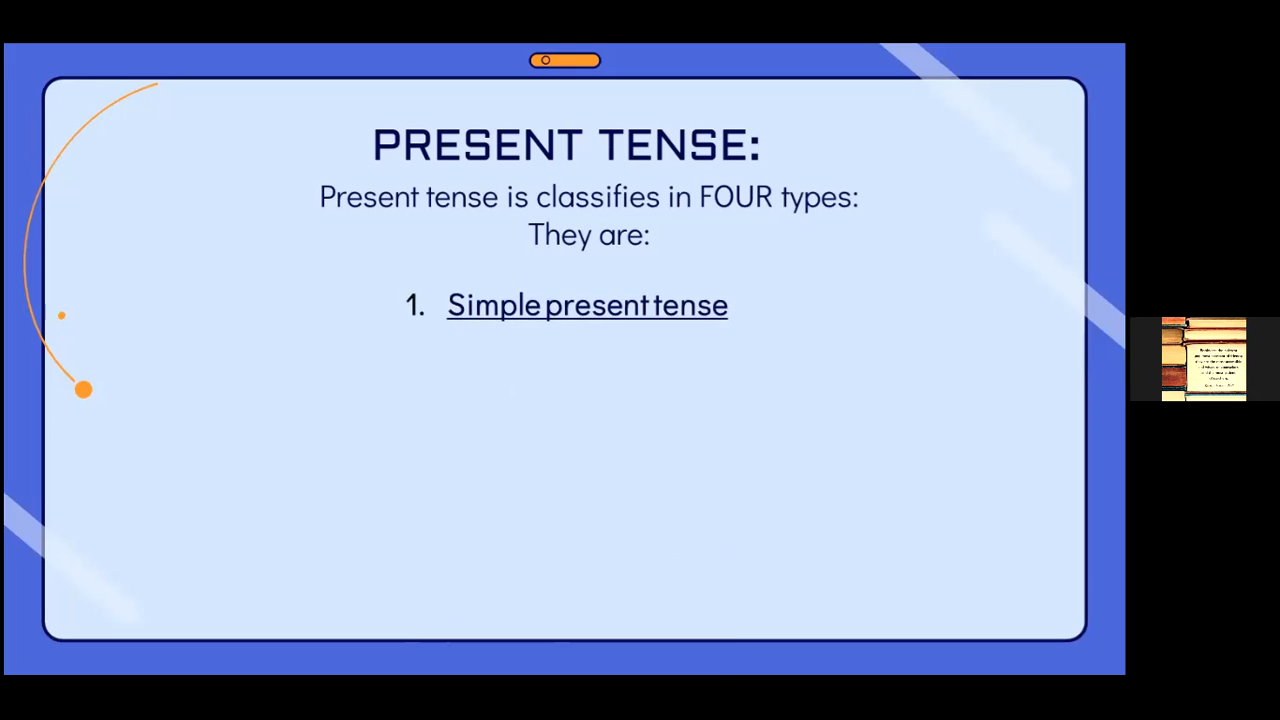 PRESENT TENSE:
Present tense is classifies in FOUR types:
They are:
1. Simple present tense